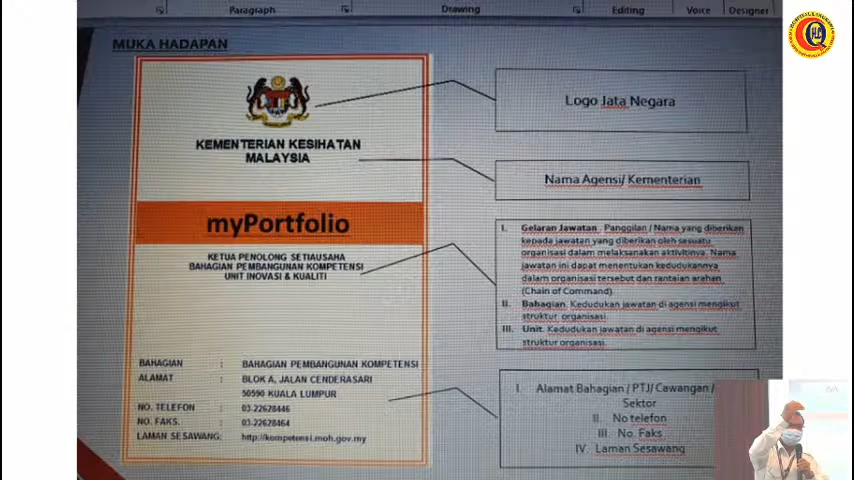 Paragraph
Drawing
Editing
Voice
Designer
MUKA HADAPAN
KEMENTERIAN KESIHATAN
MALAYSIA
myPortfolio
KETUA PENOLONG SETIAUSAHA
BAHAGIAN PEMBANGUNAN KOMPETENSI
UNIT INOVASI & KUALITI
BAHAGIAN : BAHAGIAN PEMBANGUNAN KOMPETENSI
ALAMAT : BLOK A, JALAN CENDERASARI
50590 KUALA LUMPUR
NO. TELEFON : 03-22628446
NO. FAKS. : 03-22628464
LAMAN SESAWANG: http://kompetensi.moh.gov.my
Logo Jata Negara
Nama Agensi/ Kementerian
I. Gelaran Jawatan . Panggilan / Nama yang diberikan
kepada jawatan yang diberikan oleh sesuatu
organisasi dalam melaksanakan aktivitinya. Nama
jawatan ini dapat menentukan kedudukannya
dalam organisasi tersebut dan rantaian arahan
(Chain of Command).
II. Bahagian. Kedudukan jawatan di agensi mengikut
struktur organisasi.
III. Unit. Kedudukan jawatan di agensi mengikut
struktur organisasi.
I. Alamat Bahagian / PTJ/ Cawangan /
Sektor
II. No telefon
III. No. Faks
IV. Laman Sesawang